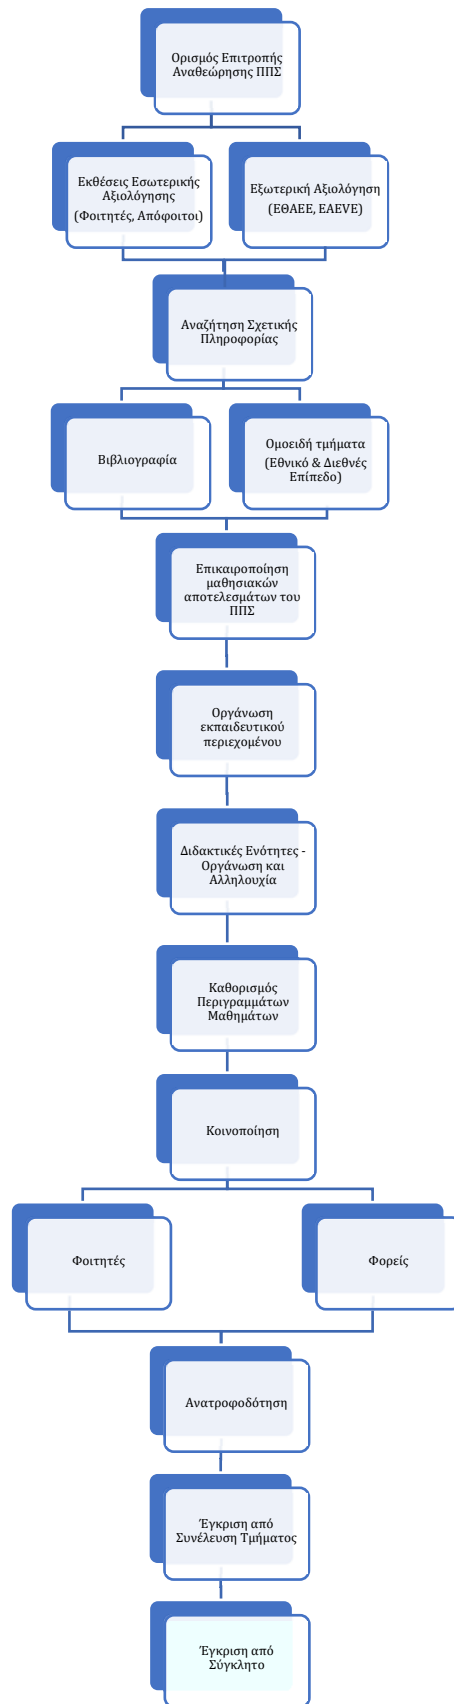 Ορισμός Επιτροπής
Αναθεώρησης ΠΠΣ
Εκθέσεις Εσωτερικής
Αξιολόγησης
(Φοιτητές, Απόφοιτοι)
Εξωτερική Αξιολόγηση
(ΕΘΑΕΕ, EAEVE)
Αναζήτηση Σχετικής
Πληροφορίας
Βιβλιογραφία
Ομοειδή τμήματα
(Εθνικό & Διεθνές
Επίπεδο)
Επικαιροποίηση
μαθησιακών
αποτελεσμάτων του
ΠΠΣ
Οργάνωση
εκπαιδευτικού
περιεχομένου
Διδακτικές Ενότητες -
Οργάνωση και
Αλληλουχία
Καθορισμός
Περιγραμμάτων
Μαθημάτων
Κοινοποίηση
Φοιτητές
Φορείς
Ανατροφοδότηση
Έγκριση από
Συνέλευση Τμήματος
Έγκριση από
Σύγκλητο